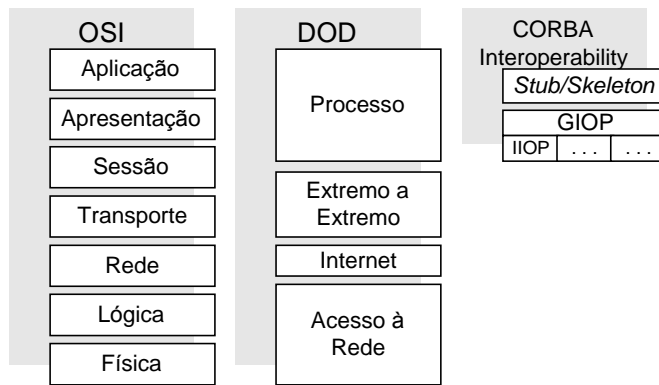 OSI
Aplicação
Apresentação
Sessão
Transporte
Rede
Lógica
Física
DOD
Processo
Extremo a
Extremo
Internet
Acesso à
Rede
CORBA
Interoperability
Stub/Skeleton
GIOP
IIOP . . . . . .